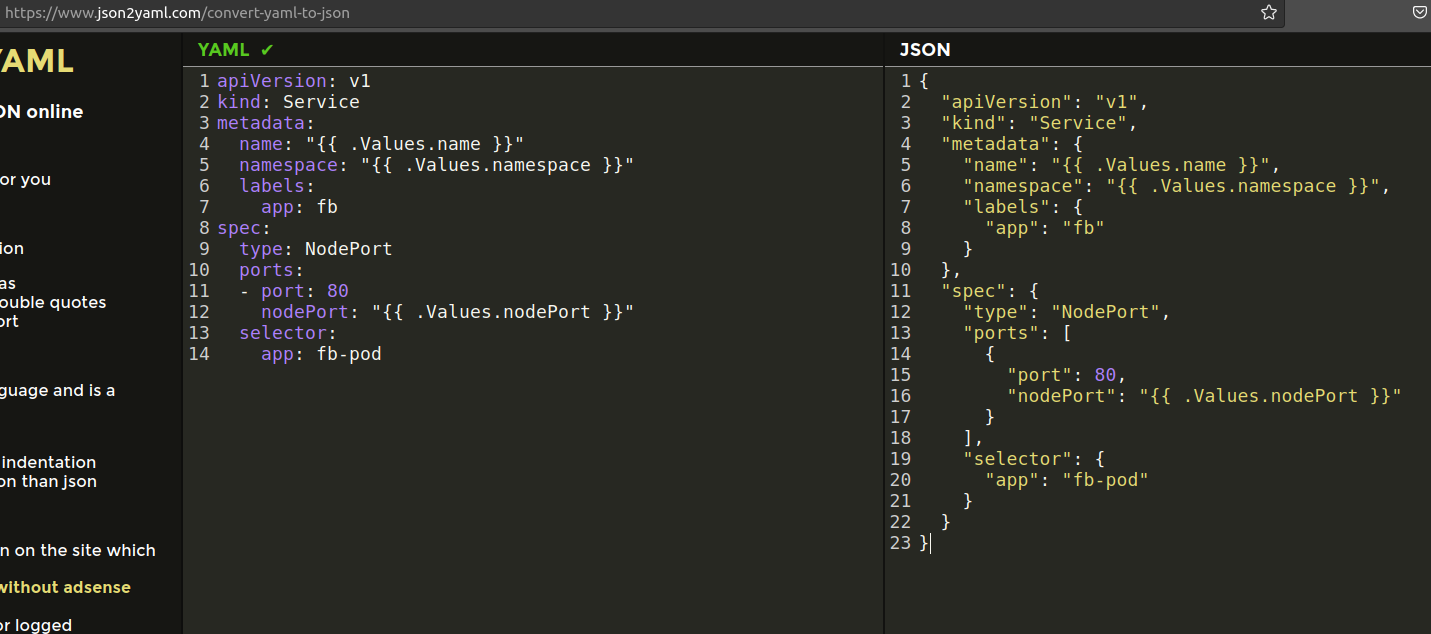 https://www.json2yaml.com/convert-yaml-to-json
YAML
ON online
or you
ion
as
ouble quotes
ort
guage and is a
indentation
on than json
n on the site which
without adsense
or logged
YAML ✔
1 apiVersion: v1
2 kind: Service
3 metadata:
4   name: "{{ .Values.name }}"
5   namespace: "{{ .Values.namespace }}"
6   labels:
7     app: fb
8 spec:
9   type: NodePort
10   ports:
11   - port: 80
12     nodePort: "{{ .Values.nodePort }}"
13   selector:
14     app: fb-pod
JSON
1 {
2   "apiVersion": "v1",
3   "kind": "Service",
4   "metadata": {
5     "name": "{{ .Values.name }}",
6     "namespace": "{{ .Values.namespace }}",
7     "labels": {
8       "app": "fb"
9     }
10   },
11   "spec": {
12     "type": "NodePort",
13     "ports": [
14       {
15         "port": 80,
16         "nodePort": "{{ .Values.nodePort }}"
17       }
18     ],
19     "selector": {
20       "app": "fb-pod"
21     }
22   }
23 }